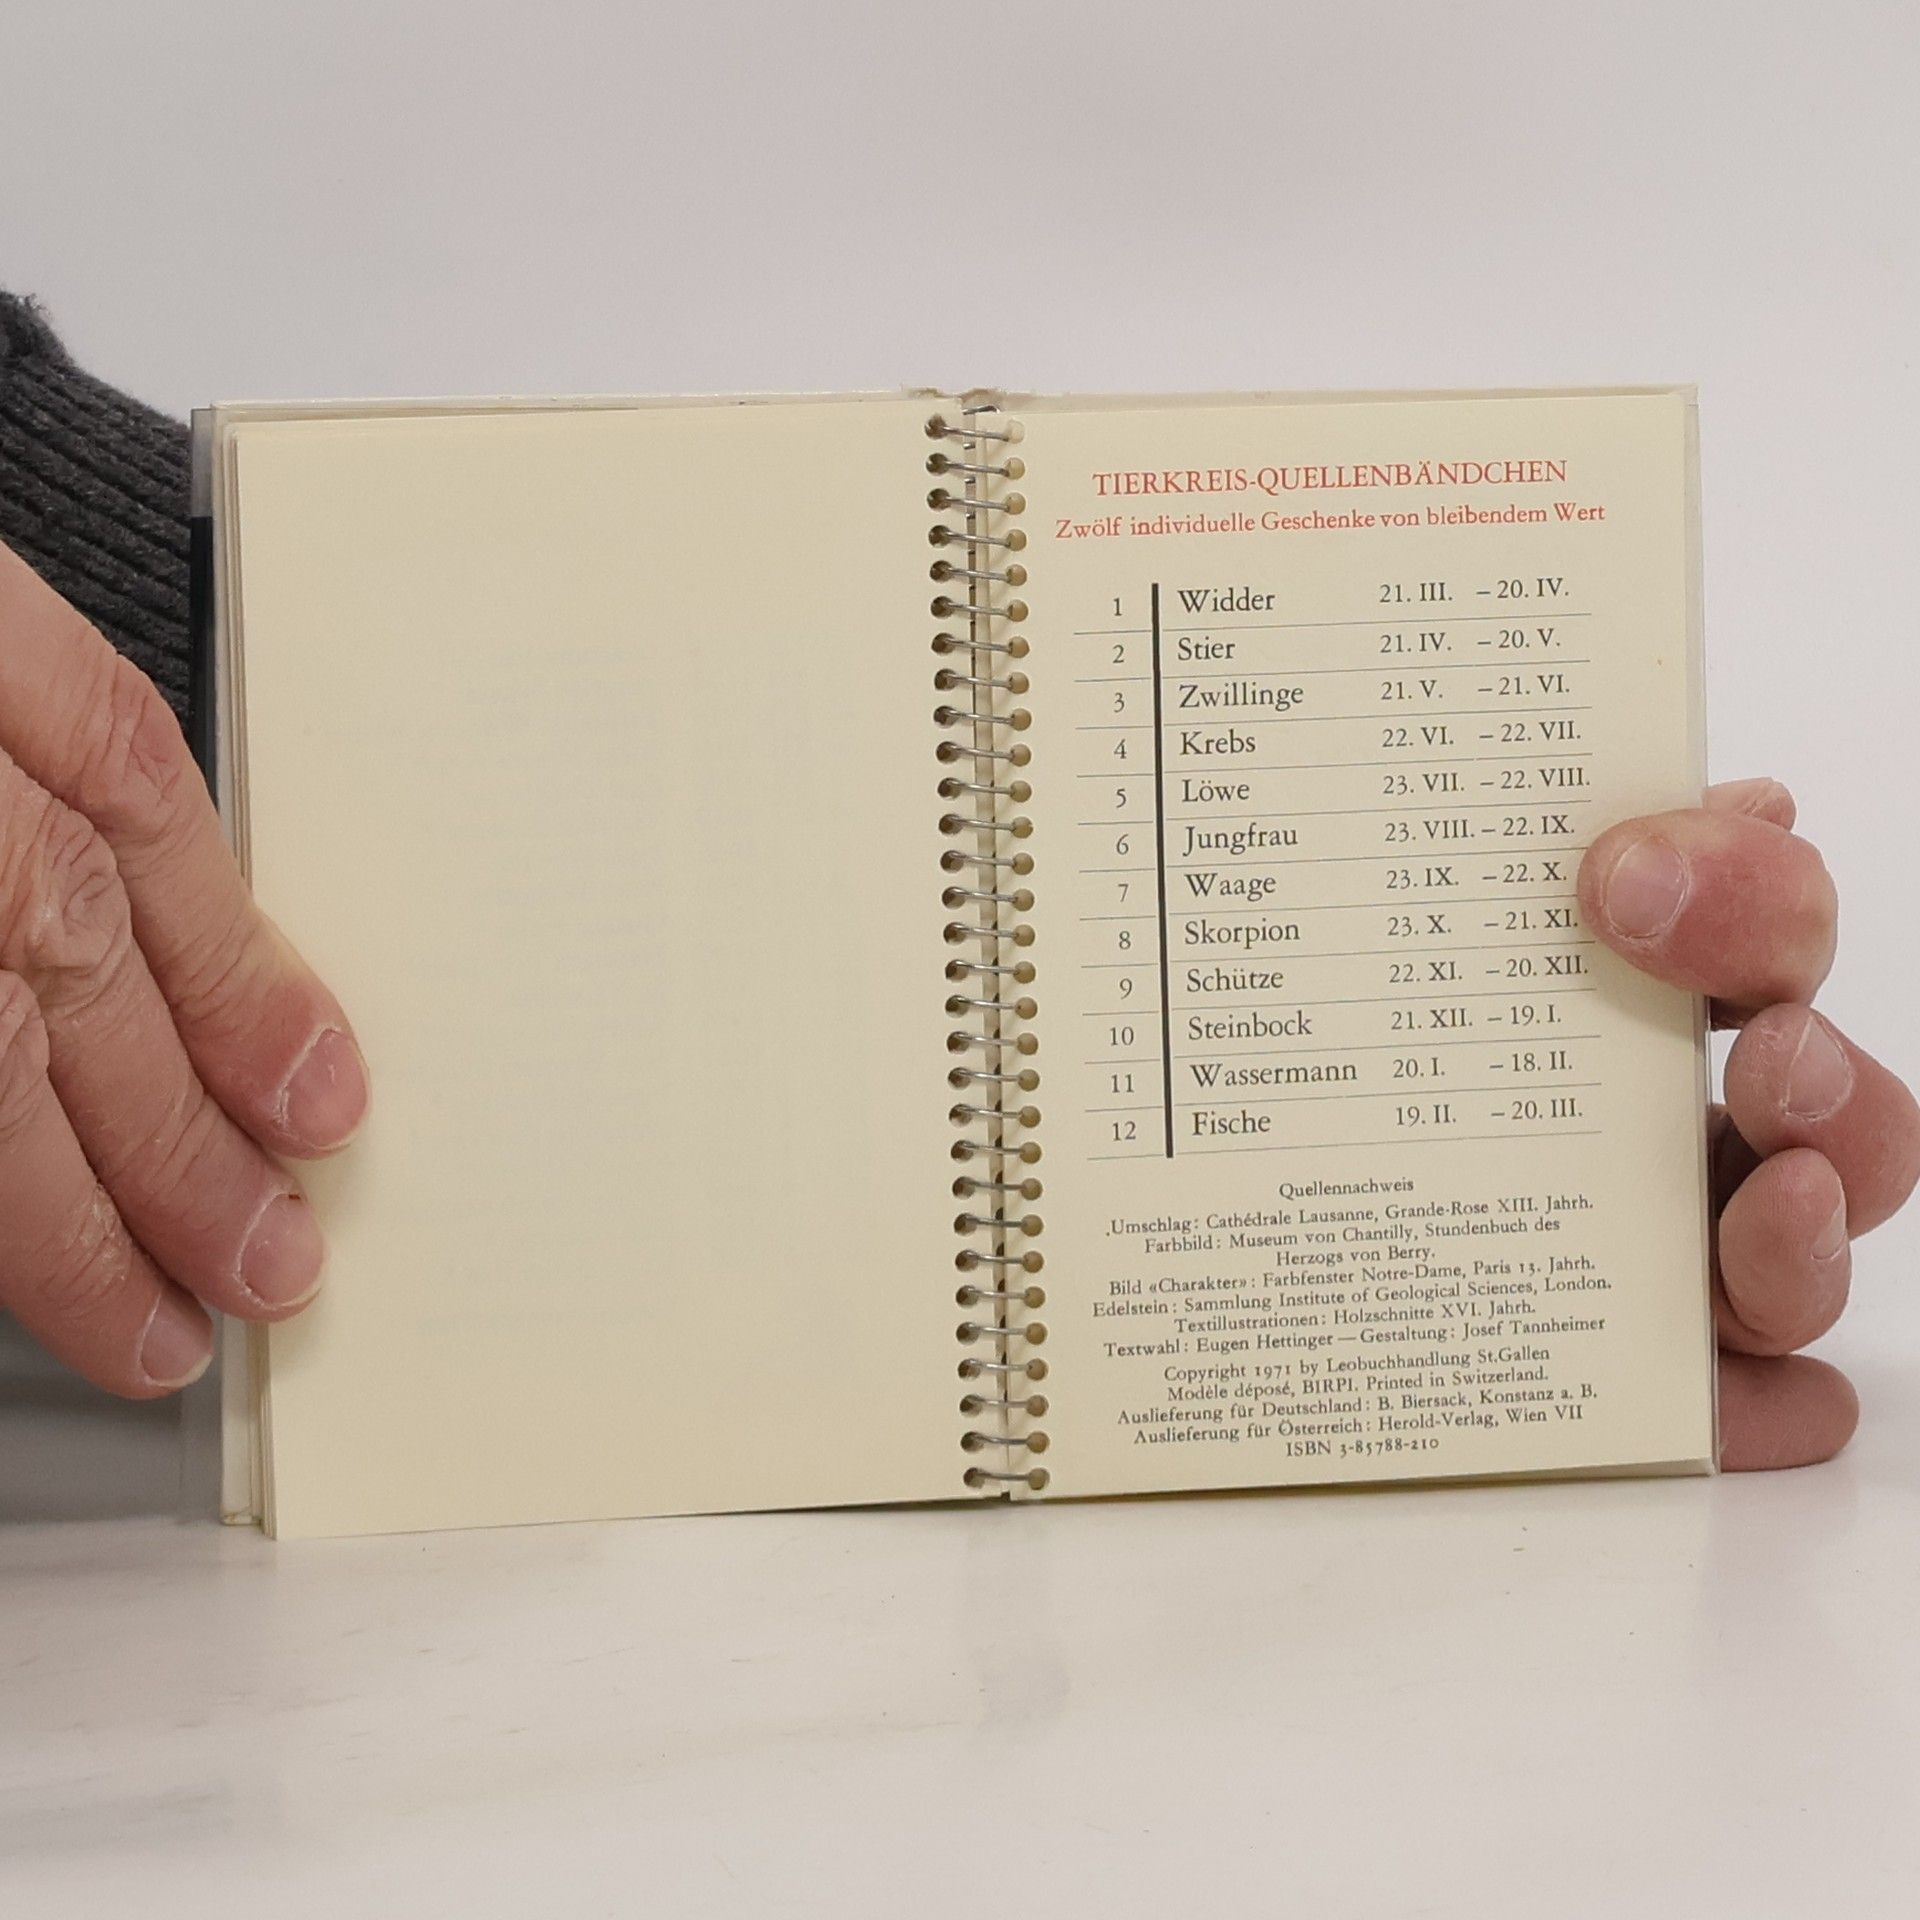 TIERKREIS-QUELLENBÄNDCHEN
Zwölf individuelle Geschenke von bleibendem Wert
1 Widder 21. III. – 20. IV.
2 Stier 21. IV. – 20. V.
3 Zwillinge 21. V. – 21. VI.
4 Krebs 22. VI. – 22. VII.
5 Löwe 23. VII. – 22. VIII.
6 Jungfrau 23. VIII. – 22. IX.
7 Waage 23. IX. – 22. X.
8 Skorpion 23. X. – 21. XI.
9 Schütze 22. XI. – 20. XII.
10 Steinbock 21. XII. – 19. I.
11 Wassermann 20. I. – 18. II.
12 Fische 19. II. – 20. III.
Quellennachweis
Umschlag: Cathédrale Lausanne, Grande-Rose XIII. Jahrh.
Farbbild: Museum von Chantilly, Stundenbuch des
Herzogs von Berry.
Bild «Charakter»: Farbfenster Notre-Dame, Paris 13. Jahrh.
Edelstein: Sammlung Institute of Geological Sciences, London.
Textillustrationen: Holzschnitte XVI. Jahrh.
Textwahl: Eugen Hettinger — Gestaltung: Josef Tannheimer
Copyright 1971 by Leobuchhandlung St.Gallen
Modèle déposé, BIRPI. Printed in Switzerland.
Auslieferung für Deutschland: B. Biersack, Konstanz a. B.
Auslieferung für Österreich: Herold-Verlag, Wien VII
ISBN 3-85788-210